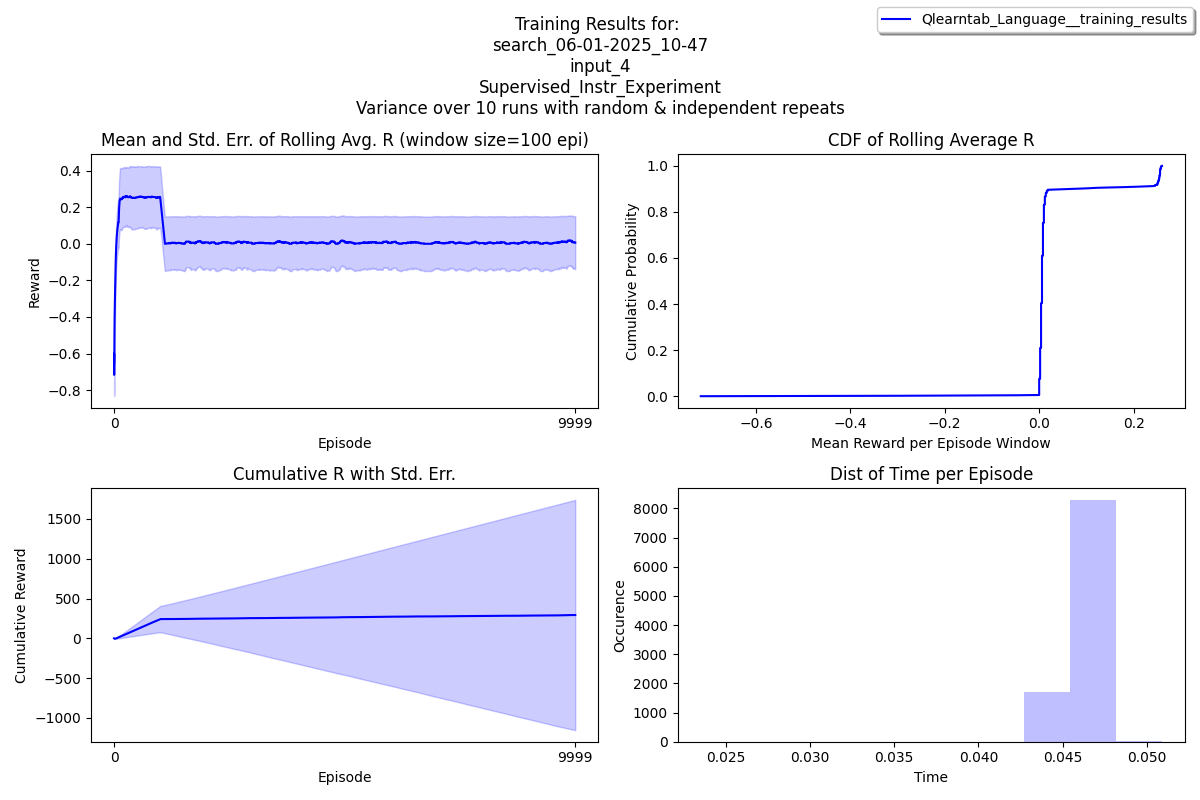 Qlearntab_Language__training_results
Training Results for:
search_06-01-2025_10-47
input_4
Supervised_Instr_Experiment
Variance over 10 runs with random & independent repeats
Mean and Std. Err. of Rolling Avg. R (window size=100 epi)
0.4
0.2
0.0
−0.2
−0.4
−0.6
−0.8
Reward
0
9999
Episode
CDF of Rolling Average R
1.0
0.8
0.6
0.4
0.2
0.0
Cumulative Probability
−0.6
−0.4
−0.2
0.0
0.2
Mean Reward per Episode Window
Cumulative R with Std. Err.
1500
1000
500
0
−500
−1000
Cumulative Reward
0
9999
Episode
Dist of Time per Episode
8000
7000
6000
5000
4000
3000
2000
1000
0
Occurence
0.025
0.030
0.035
0.040
0.045
0.050
Time